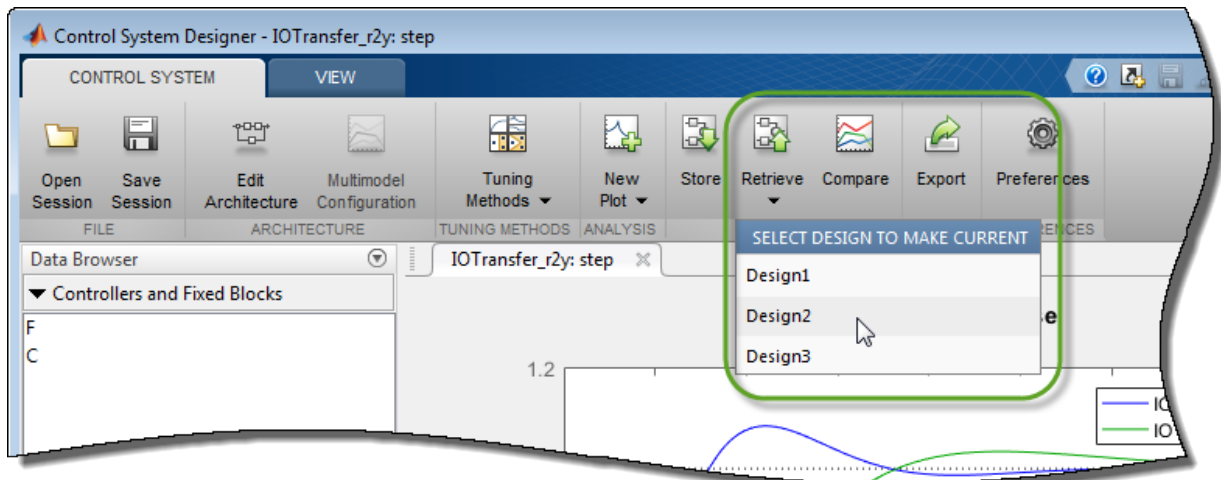 Control System Designer - IOTransfer_r2y: step
CONTROL SYSTEM VIEW
Open Session
Save Session
Edit Architecture
Multimodel Configuration
Tuning Methods
New Plot
Store
Retrieve
Compare
Export
Preferences
FILE ARCHITECTURE TUNING METHODS ANALYSIS
SELECT DESIGN TO MAKE CURRENT
Design1
Design2
Design3
Data Browser
Controllers and Fixed Blocks
F
C
IOTransfer_r2y: step
1.2